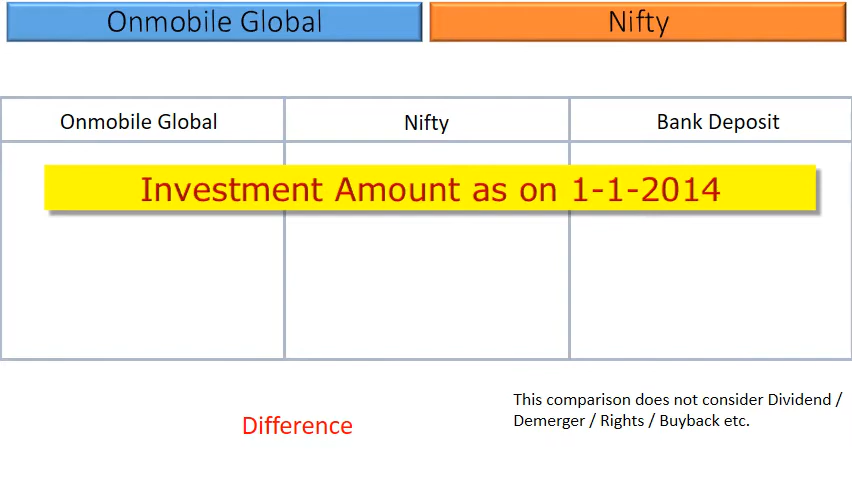 Onmobile Global
Nifty
Onmobile Global
Nifty
Bank Deposit
Investment Amount as on 1-1-2014
This comparison does not consider Dividend /
Demerger / Rights / Buyback etc.
Difference